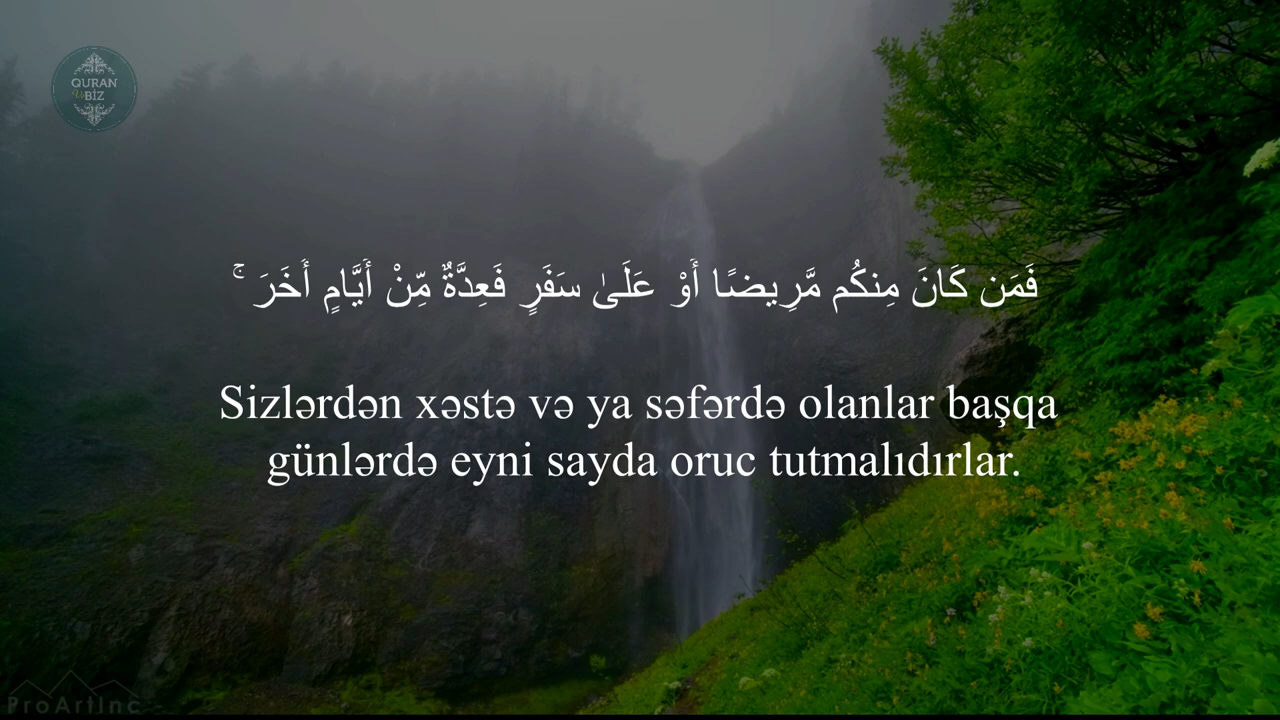 QURAN
Və
BİZ
فَمَن كَانَ مِنكُم مَّرِيضًا أَوْ عَلَىٰ سَفَرٍ فَعِدَّةٌ مِّنْ أَيَّامٍ أَخَرَ ۚ
Sizlərdən xəstə və ya səfərdə olanlar başqa
günlərdə eyni sayda oruc tutmalıdırlar.
ProArtInc